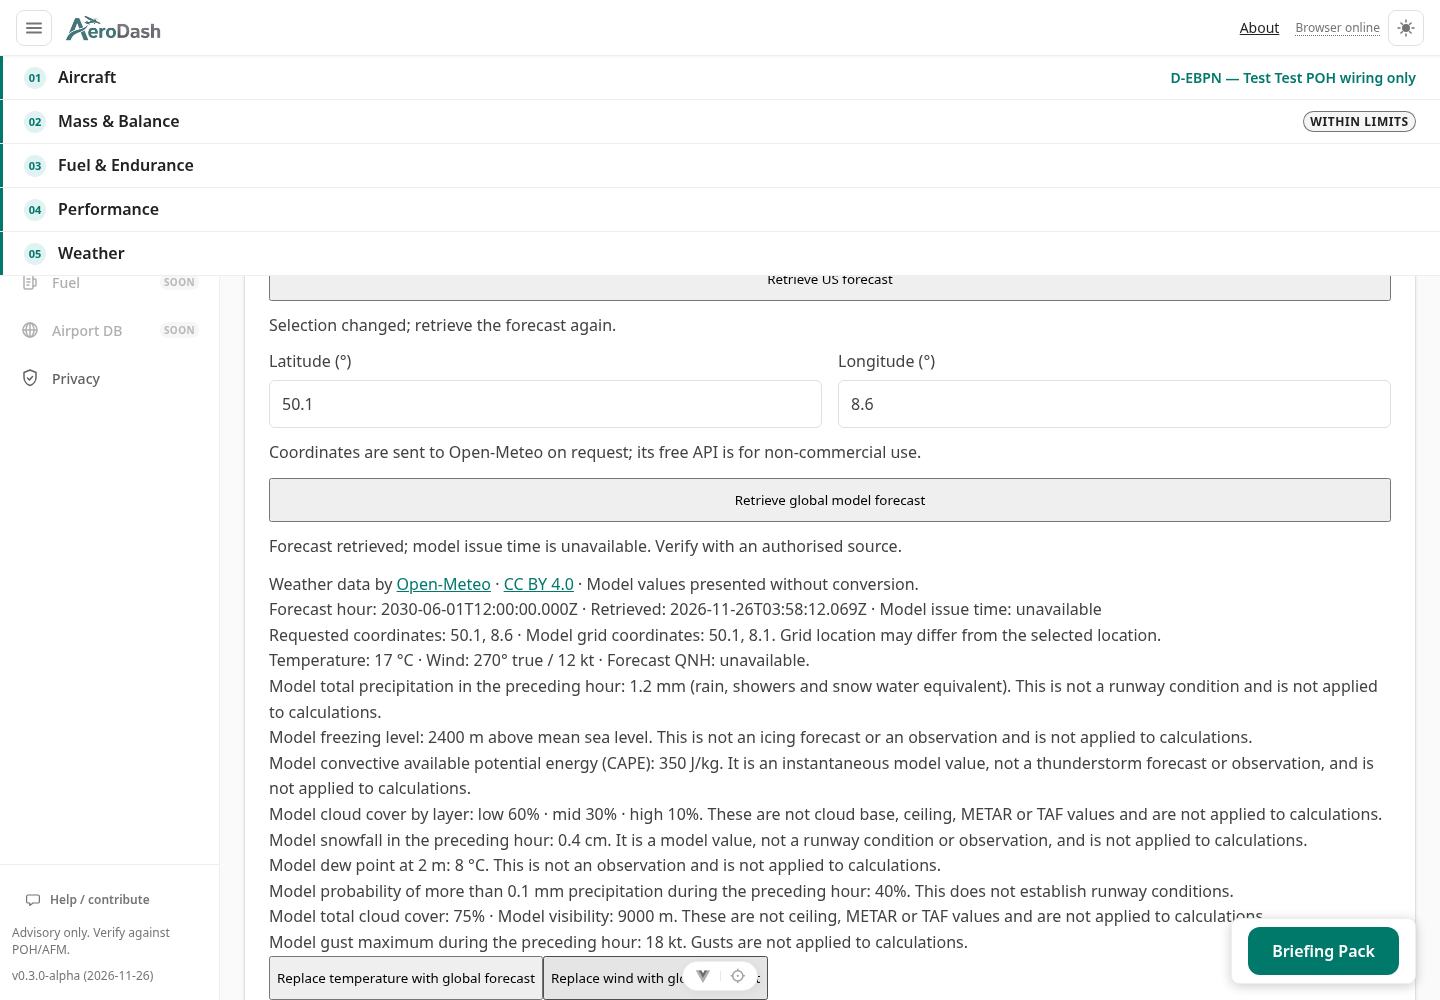 AeroDash
About
Browser online
01 Aircraft
D-EBPN — Test Test POH wiring only
02 Mass & Balance
WITHIN LIMITS
03 Fuel & Endurance
04 Performance
05 Weather
Fuel
SOON
Airport DB
SOON
Privacy
Retrieve US forecast
Selection changed; retrieve the forecast again.
Latitude (°)
Longitude (°)
50.1
8.6
Coordinates are sent to Open-Meteo on request; its free API is for non-commercial use.
Retrieve global model forecast
Forecast retrieved; model issue time is unavailable. Verify with an authorised source.
Weather data by Open-Meteo · CC BY 4.0 · Model values presented without conversion.
Forecast hour: 2030-06-01T12:00:00.000Z · Retrieved: 2026-11-26T03:58:12.069Z · Model issue time: unavailable
Requested coordinates: 50.1, 8.6 · Model grid coordinates: 50.1, 8.1. Grid location may differ from the selected location.
Temperature: 17 °C · Wind: 270° true / 12 kt · Forecast QNH: unavailable.
Model total precipitation in the preceding hour: 1.2 mm (rain, showers and snow water equivalent). This is not a runway condition and is not applied
to calculations.
Model freezing level: 2400 m above mean sea level. This is not an icing forecast or an observation and is not applied to calculations.
Model convective available potential energy (CAPE): 350 J/kg. It is an instantaneous model value, not a thunderstorm forecast or observation, and is
not applied to calculations.
Model cloud cover by layer: low 60% · mid 30% · high 10%. These are not cloud base, ceiling, METAR or TAF values and are not applied to calculations.
Model snowfall in the preceding hour: 0.4 cm. It is a model value, not a runway condition or observation, and is not applied to calculations.
Model dew point at 2 m: 8 °C. This is not an observation and is not applied to calculations.
Model probability of more than 0.1 mm precipitation during the preceding hour: 40%. This does not establish runway conditions.
Model total cloud cover: 75% · Model visibility: 9000 m. These are not ceiling, METAR or TAF values and are not applied to calculations.
Model gust maximum during the preceding hour: 18 kt. Gusts are not applied to calculations.
Replace temperature with global forecast
Replace wind with
Briefing Pack
Help / contribute
Advisory only. Verify against
POH/AFM.
v0.3.0-alpha (2026-11-26)